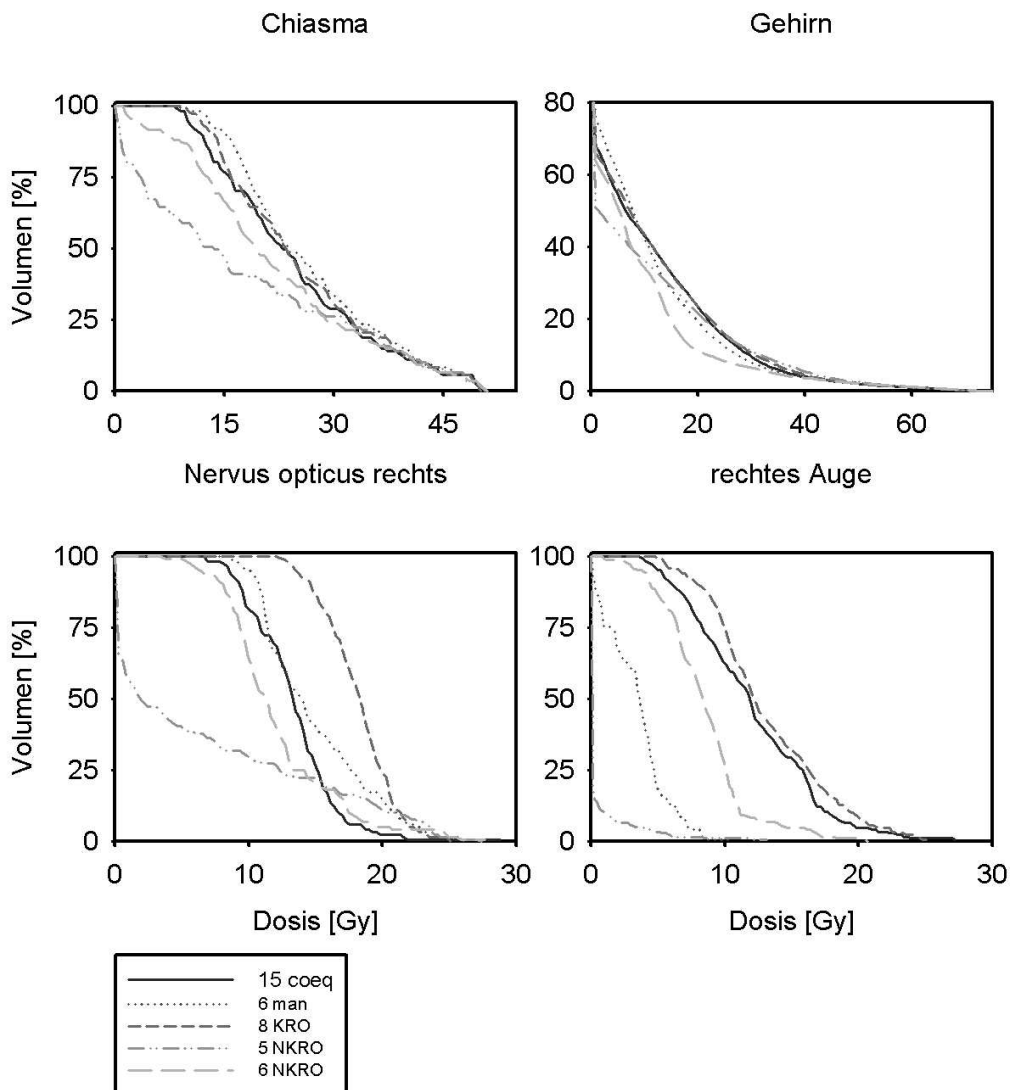 Chiasma
Gehirn
Volumen [%]
100
75
50
25
0
0 15 30 45
80
60
40
20
0
0 20 40 60
Nervus opticus rechts
rechtes Auge
Volumen [%]
100
75
50
25
0
0 10 20 30
Dosis [Gy]
100
75
50
25
0
0 10 20 30
Dosis [Gy]
15 coeq
6 man
8 KRO
5 NKRO
6 NKRO